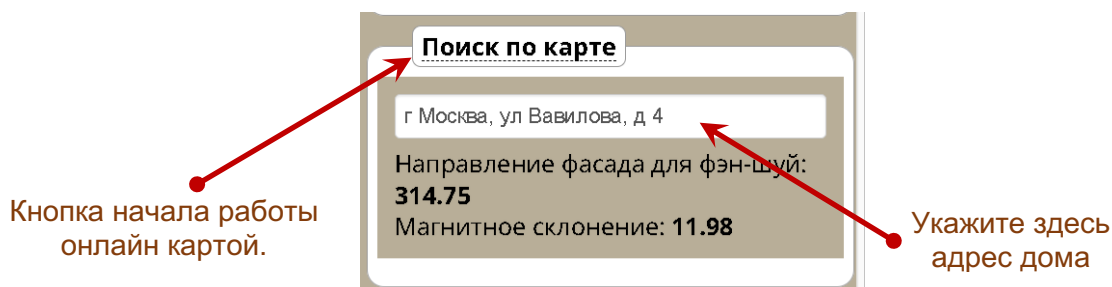 Поиск по карте
г Москва, ул Вавилова, д 4
Направление фасада для фэн-шуй:
314.75
Магнитное склонение: 11.98
Кнопка начала работы
онлайн картой.
Укажите здесь
адрес дома